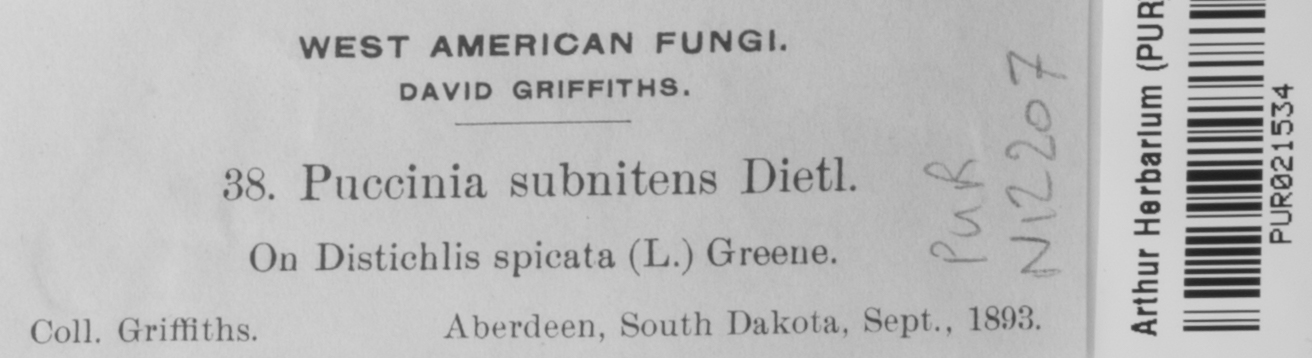 WEST AMERICAN FUNGI.
DAVID GRIFFITHS.
38. Puccinia subnitens Dietl.
On Distichlis spicata (L.) Greene.
Coll. Griffiths. Aberdeen, South Dakota, Sept., 1893.
PUR
N12207
Arthur Herbarium (PUR
PUR021534